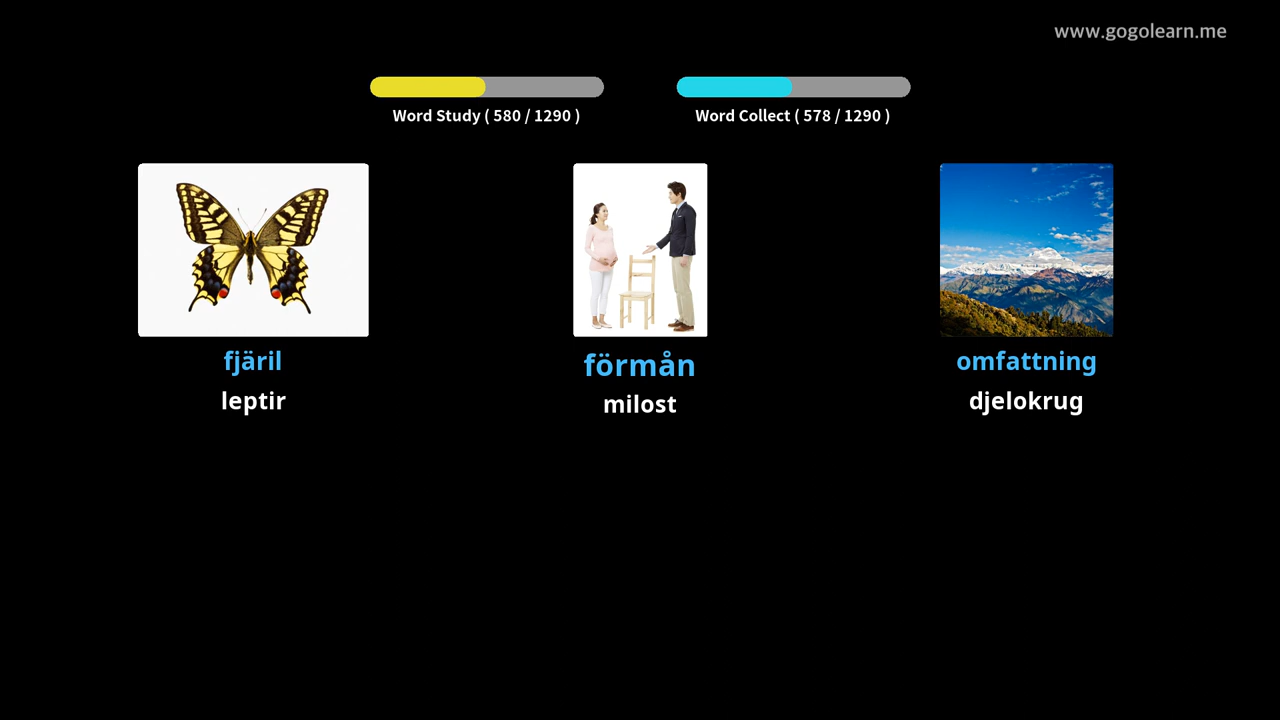 www.gogolearn.me
Word Study ( 580 / 1290 )
Word Collect ( 578 / 1290 )
fjäril
leptir
förmån
milost
omfattning
djelokrug